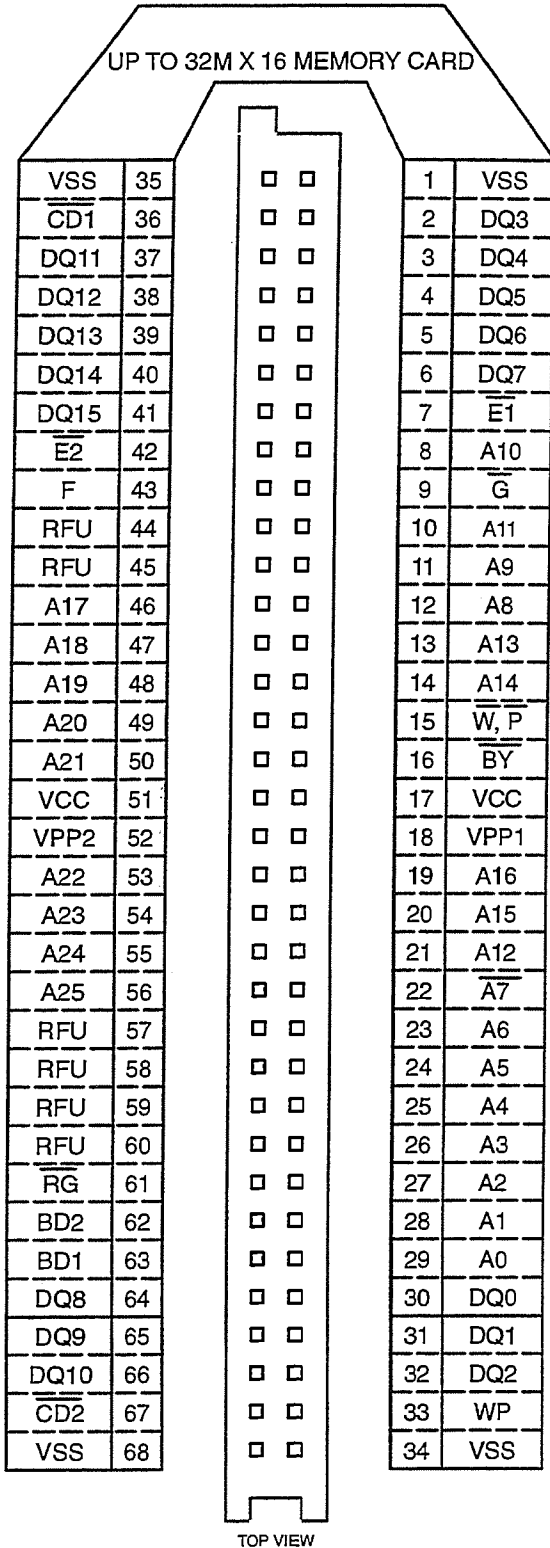 UP TO 32M X 16 MEMORY CARD
VSS 35 1 VSS
C̅D̅1̅ 36 2 DQ3
DQ11 37 3 DQ4
DQ12 38 4 DQ5
DQ13 39 5 DQ6
DQ14 40 6 DQ7
DQ15 41 7 E̅1̅
E̅2̅ 42 8 A10
F 43 9 G̅
RFU 44 10 A11
RFU 45 11 A9
A17 46 12 A8
A18 47 13 A13
A19 48 14 A14
A20 49 15 W̅, P̅
A21 50 16 B̅Y̅
VCC 51 17 VCC
VPP2 52 18 VPP1
A22 53 19 A16
A23 54 20 A15
A24 55 21 A12
A25 56 22 A̅7̅
RFU 57 23 A6
RFU 58 24 A5
RFU 59 25 A4
RFU 60 26 A3
R̅G̅ 61 27 A2
BD2 62 28 A1
BD1 63 29 A0
DQ8 64 30 DQ0
DQ9 65 31 DQ1
DQ10 66 32 DQ2
C̅D̅2̅ 67 33 WP
VSS 68 34 VSS
TOP VIEW